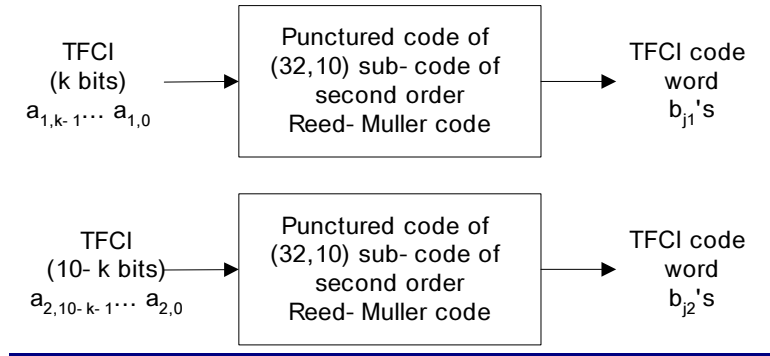 TFCI
(k bits)
a1,k-1... a1,0
Punctured code of
(32,10) sub-code of
second order
Reed-Muller code
TFCI code
word
bj1's
TFCI
(10-k bits)
a2,10-k-1... a2,0
Punctured code of
(32,10) sub-code of
second order
Reed-Muller code
TFCI code
word
bj2's